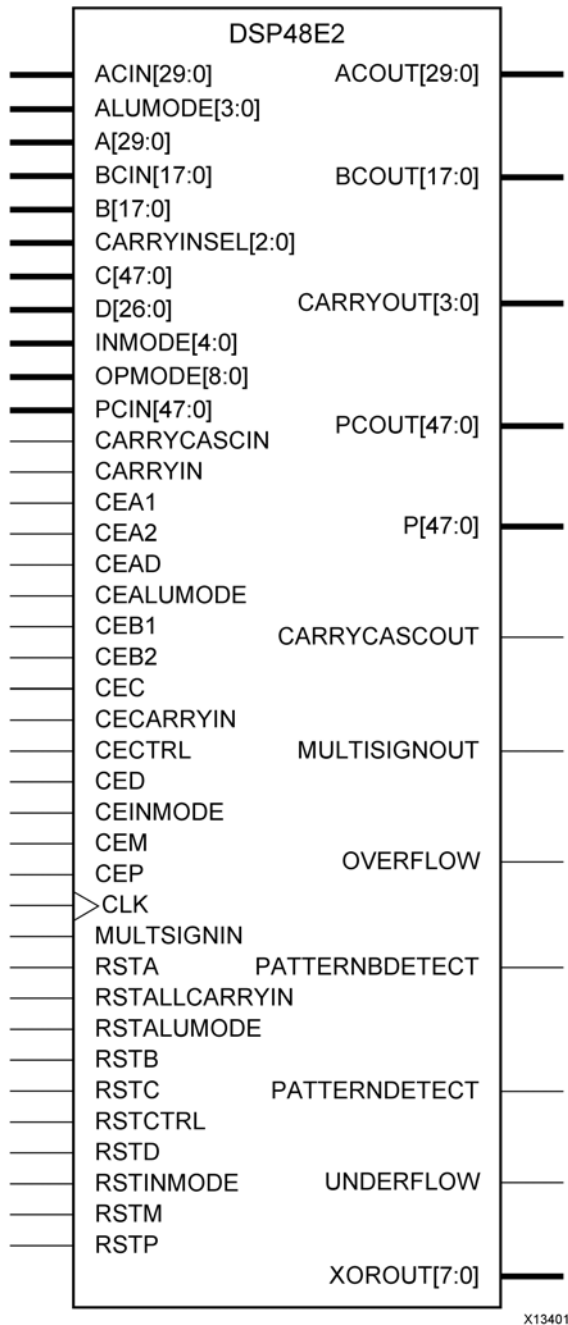 DSP48E2
ACIN[29:0]
ALUMODE[3:0]
A[29:0]
BCIN[17:0]
B[17:0]
CARRYINSEL[2:0]
C[47:0]
D[26:0]
INMODE[4:0]
OPMODE[8:0]
PCIN[47:0]
CARRYCASCIN
CARRYIN
CEA1
CEA2
CEAD
CEALUMODE
CEB1
CEB2
CEC
CECARRYIN
CECTRL
CED
CEINMODE
CEM
CEP
CLK
MULTSIGNIN
RSTA
RSTALLCARRYIN
RSTALUMODE
RSTB
RSTC
RSTCTRL
RSTD
RSTINMODE
RSTM
RSTP
ACOUT[29:0]
BCOUT[17:0]
CARRYOUT[3:0]
PCOUT[47:0]
P[47:0]
CARRYCASCOUT
MULTISIGNOUT
OVERFLOW
PATTERNBDETECT
PATTERNDETECT
UNDERFLOW
XOROUT[7:0]
X13401